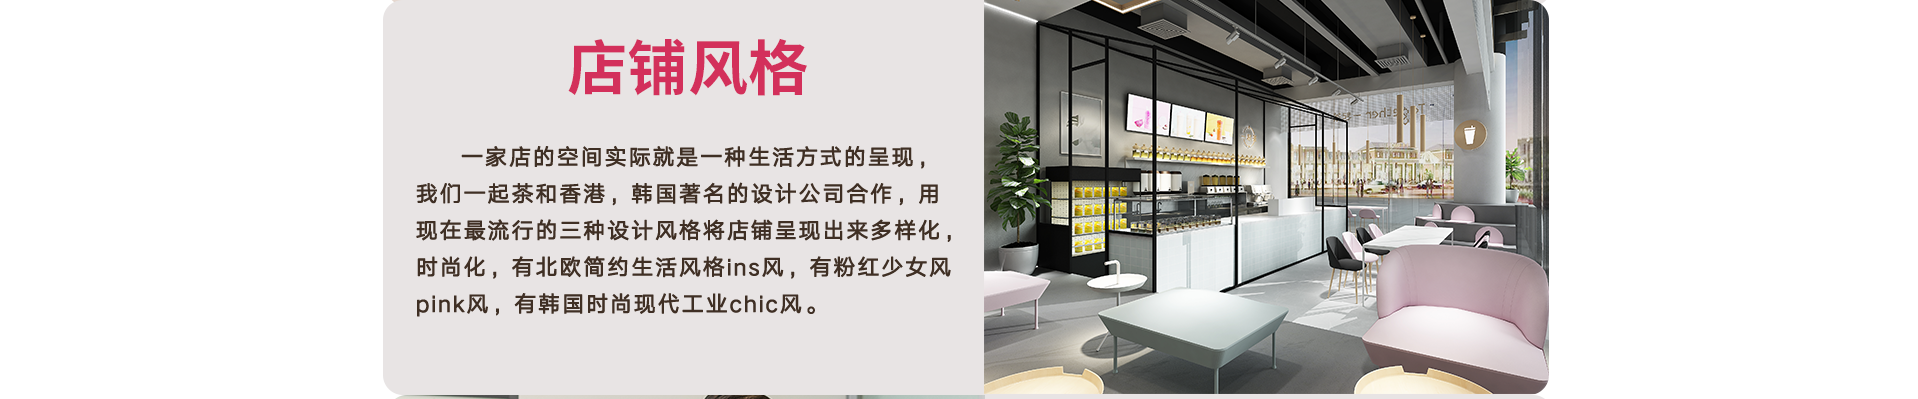 店铺风格
一家店的空间实际就是一种生活方式的呈现，
我们一起茶和香港，韩国著名的设计公司合作，用
现在最流行的三种设计风格将店铺呈现出来多样化，
时尚化，有北欧简约生活风格ins风，有粉红少女风
pink风，有韩国时尚现代工业chic风。